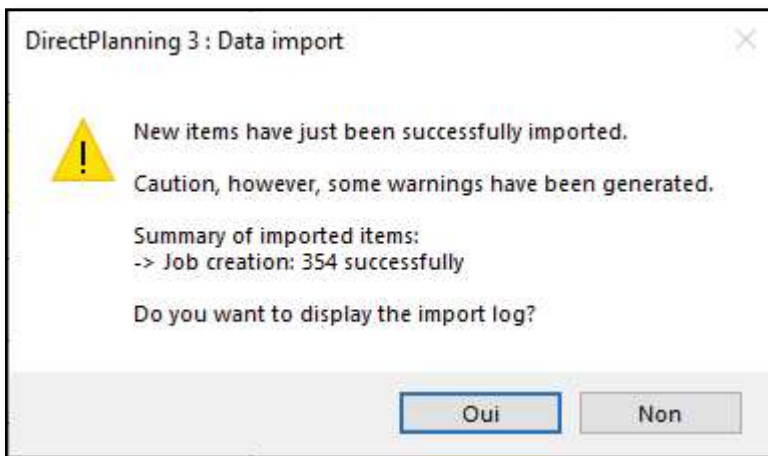 DirectPlanning 3 : Data import
New items have just been successfully imported.
Caution, however, some warnings have been generated.
Summary of imported items:
-> Job creation: 354 successfully
Do you want to display the import log?
Oui
Non